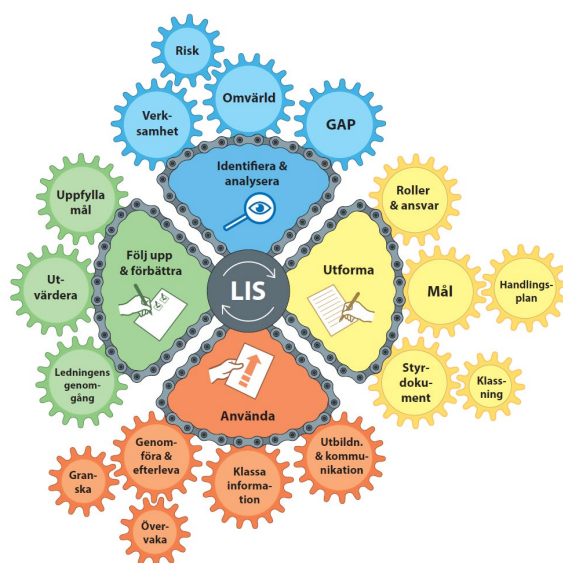 Risk
Omvärld
Verk-
samhet
GAP
Identifiera &
analysera
Uppfylla
mål
Roller
& ansvar
Följ upp
& förbättra
Utforma
Ut-
värdera
LIS
Mål
Handlings-
plan
Ledningens
genom-
gång
Styr-
doku-
ment
Klass-
ning
Använda
Genom-
föra &
efterleva
Utbildn.
& kommu-
nikation
Gran-
ska
Klassa
informa-
tion
Över-
vaka